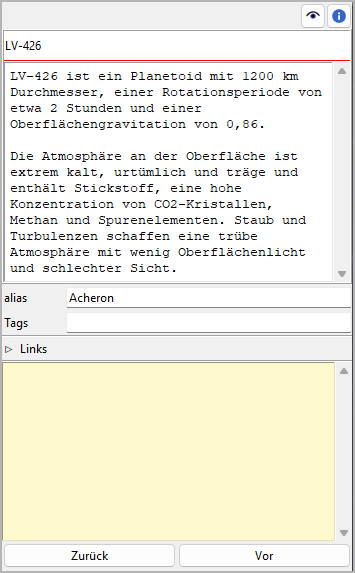 LV-426
LV-426 ist ein Planetoid mit 1200 km
Durchmesser, einer Rotationsperiode von
etwa 2 Stunden und einer
Oberflächengravitation von 0,86.
Die Atmosphäre an der Oberfläche ist
extrem kalt, urtümlich und träge und
enthält Stickstoff, eine hohe
Konzentration von CO2-Kristallen,
Methan und Spurenelementen. Staub und
Turbulenzen schaffen eine trübe
Atmosphäre mit wenig Oberflächenlicht
und schlechter Sicht.
alias Acheron
Tags
Links
Zurück Vor